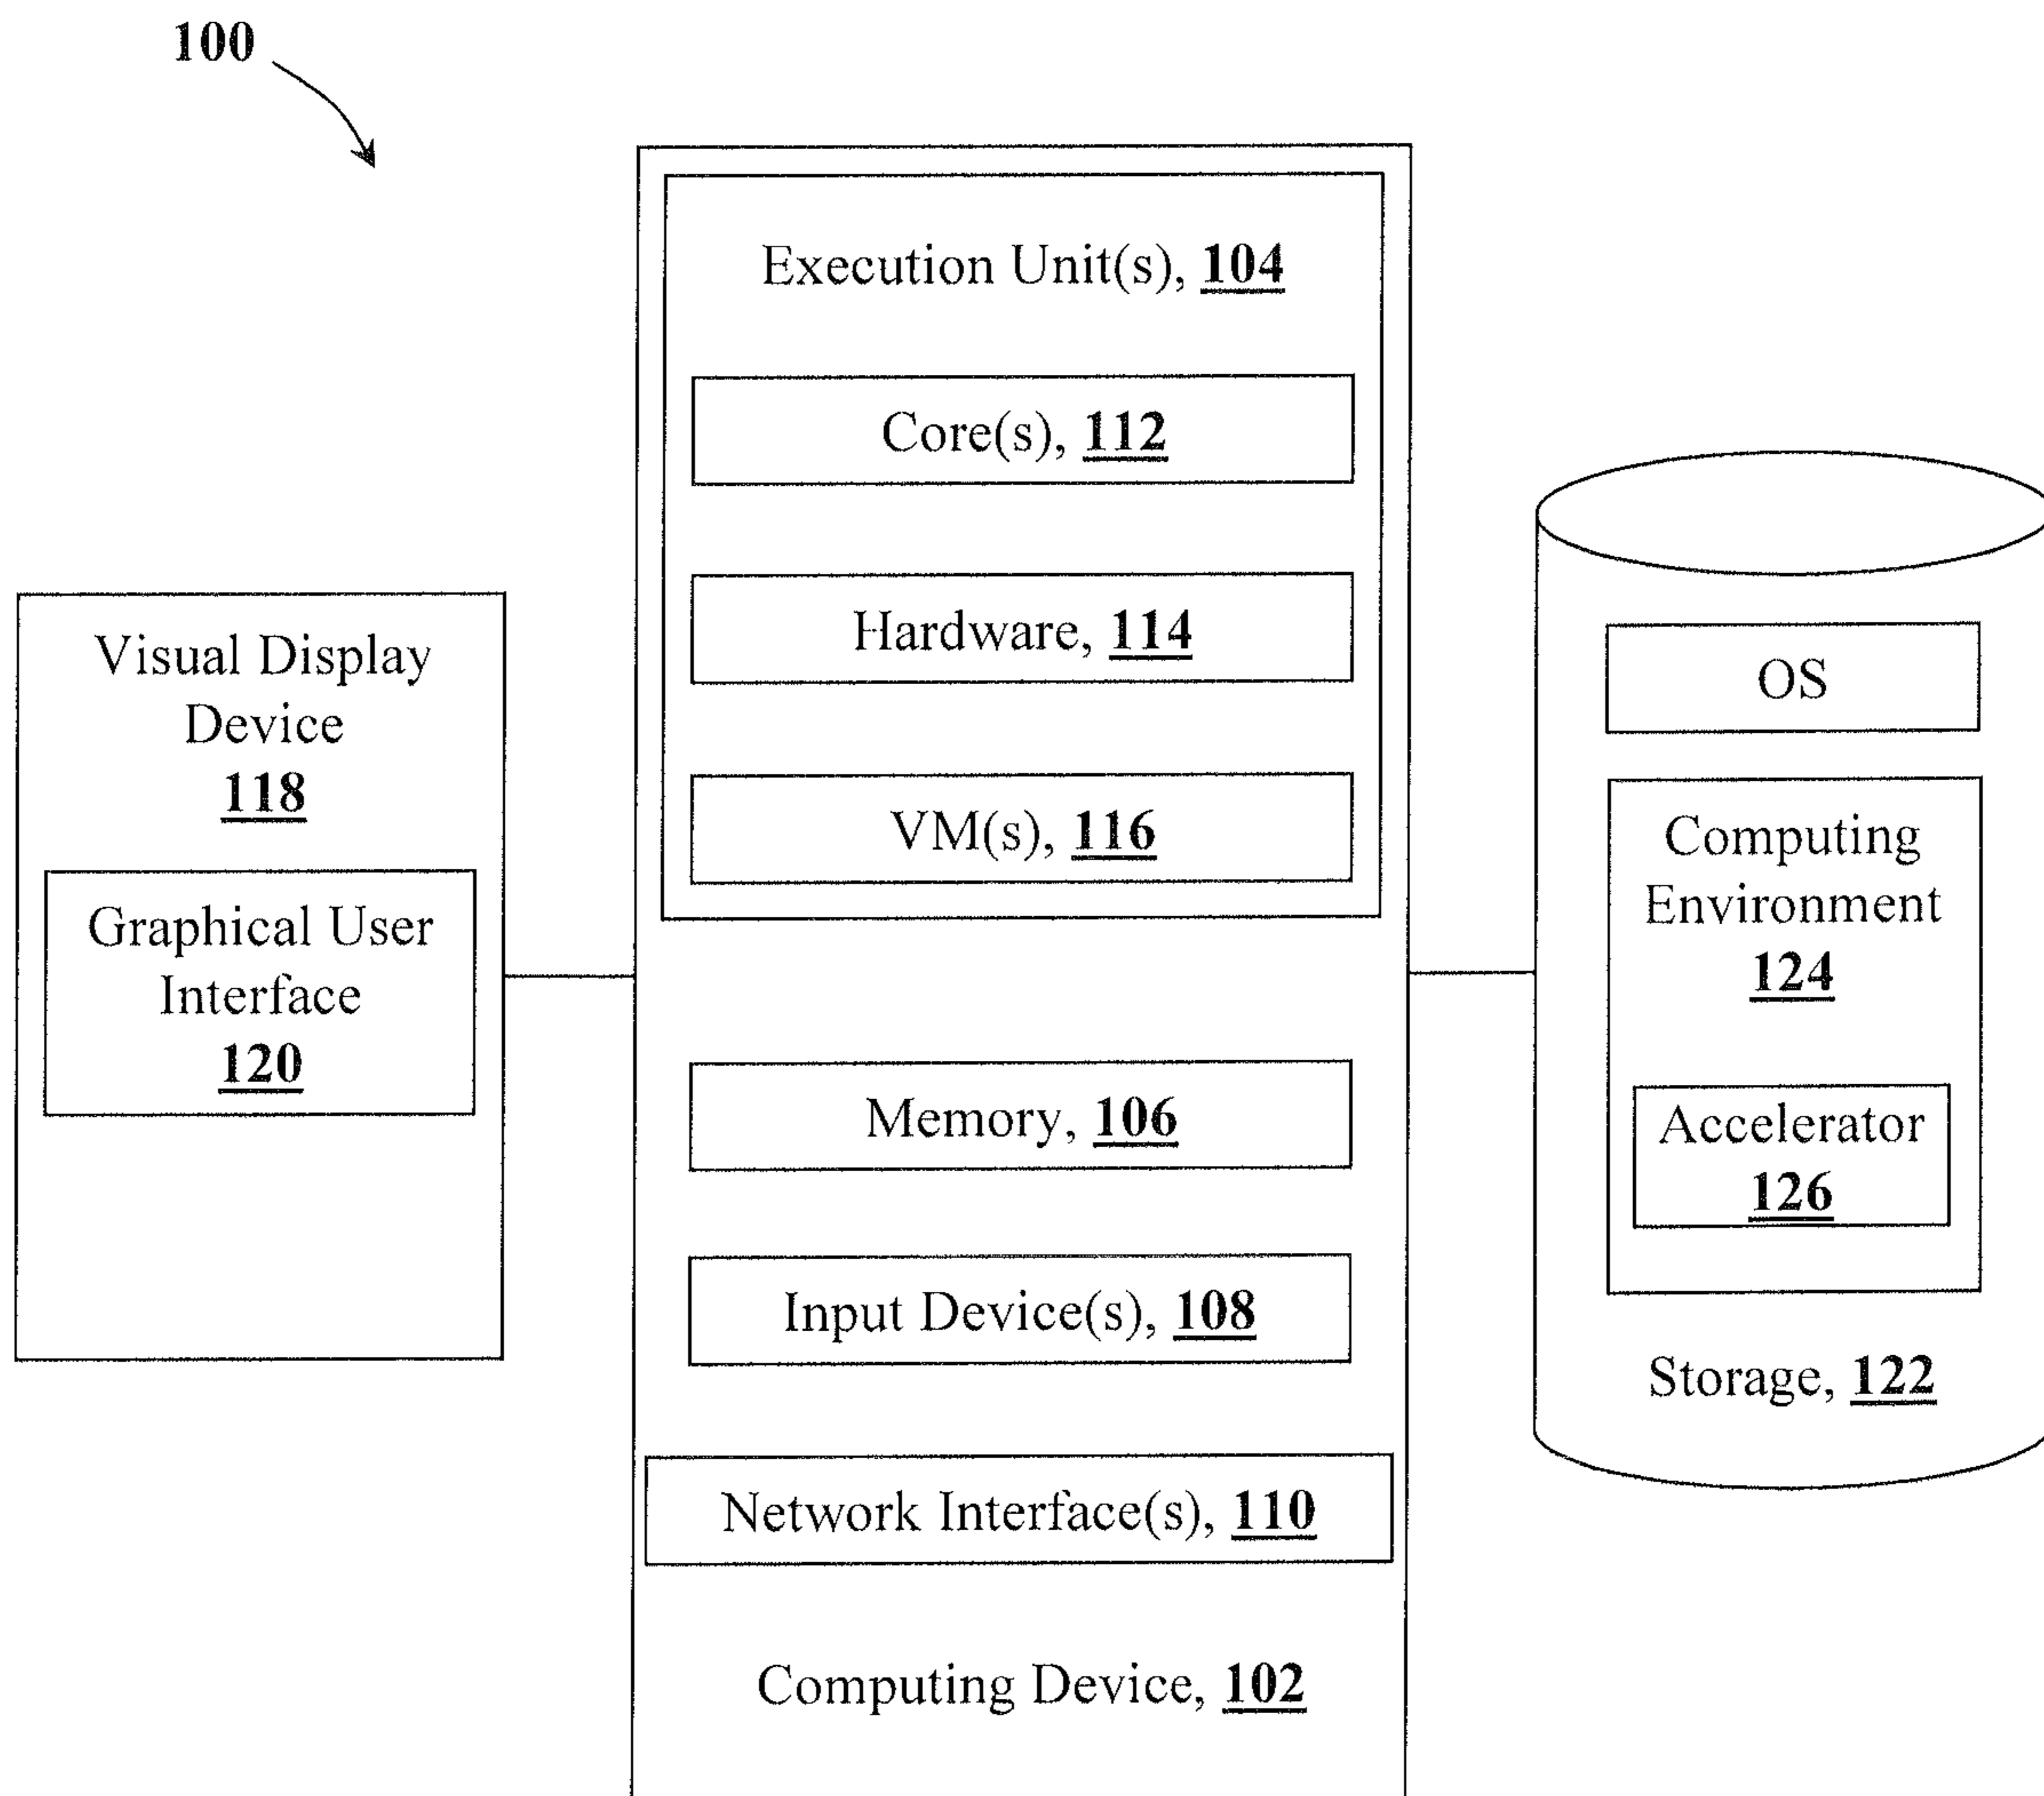 100
Execution Unit(s), 104
Core(s), 112
Hardware, 114
VM(s), 116
Memory, 106
Input Device(s), 108
Network Interface(s), 110
Computing Device, 102
Visual Display
Device
118
Graphical User
Interface
120
OS
Computing
Environment
124
Accelerator
126
Storage, 122